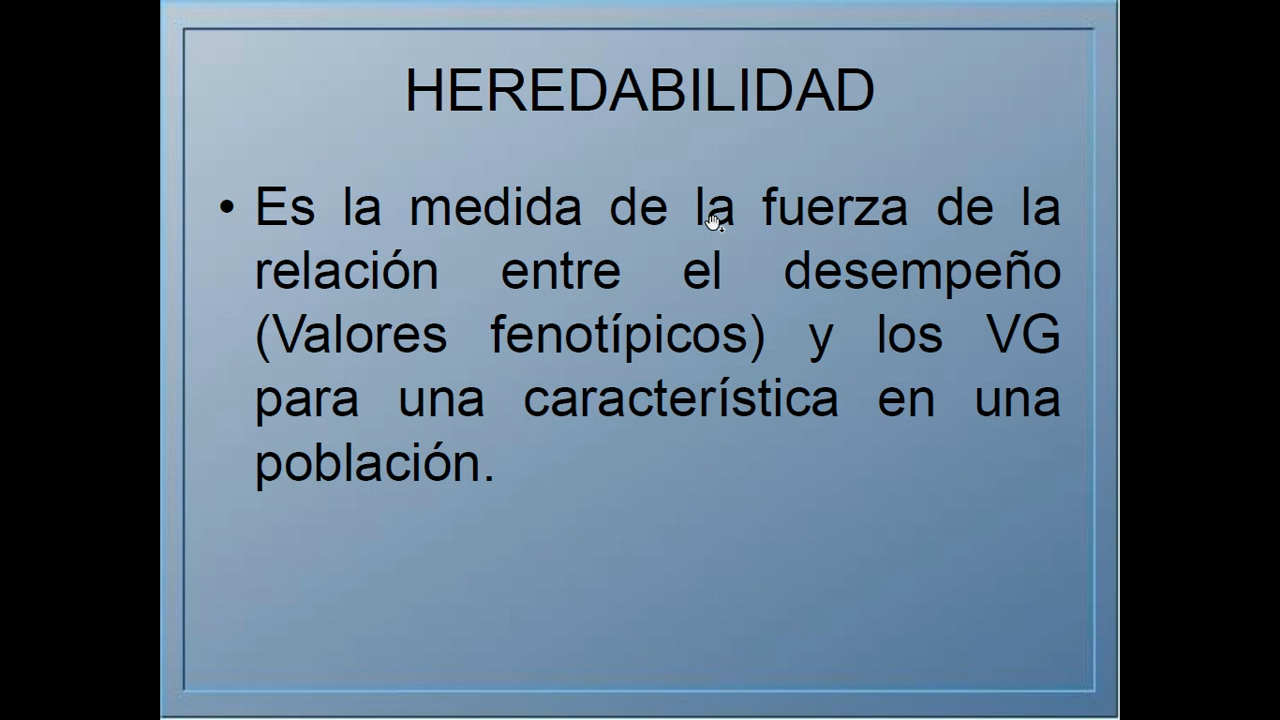 HEREDABILIDAD
• Es la medida de la fuerza de la
relación entre el desempeño
(Valores fenotípicos) y los VG
para una característica en una
población.